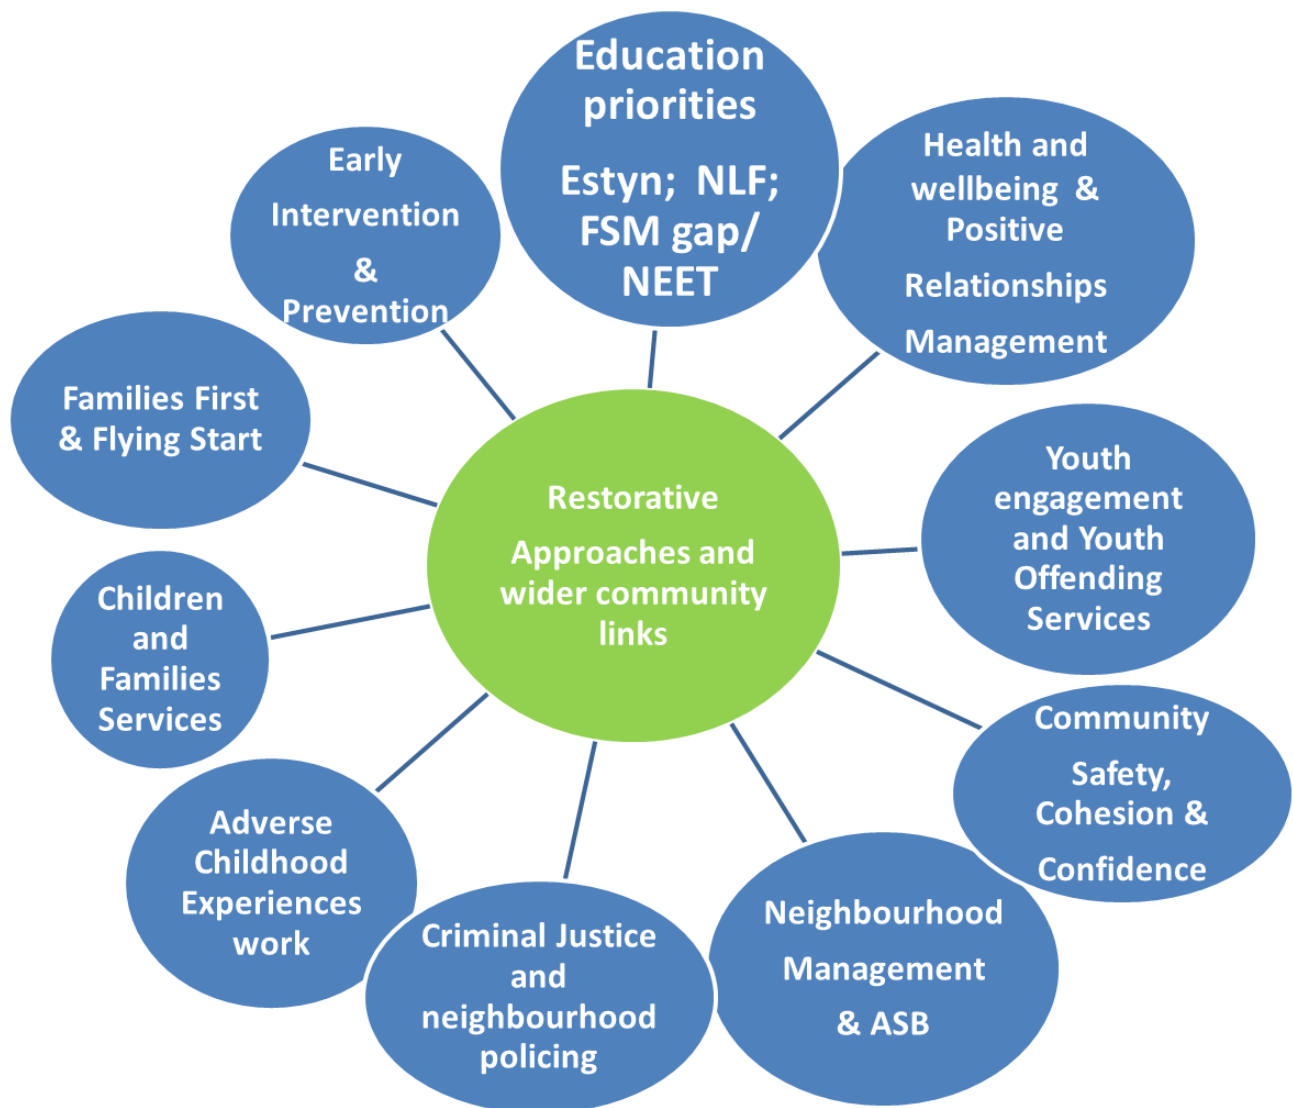 Education
priorities
Estyn; NLF;
FSM gap/
NEET
Health and
wellbeing &
Positive
Relationships
Management
Youth
engagement
and Youth
Offending
Services
Community
Safety,
Cohesion &
Confidence
Neighbourhood
Management
& ASB
Criminal Justice
and
neighbourhood
policing
Adverse
Childhood
Experiences
work
Children
and
Families
Services
Families First
& Flying Start
Early
Intervention
&
Prevention
Restorative
Approaches and
wider community
links